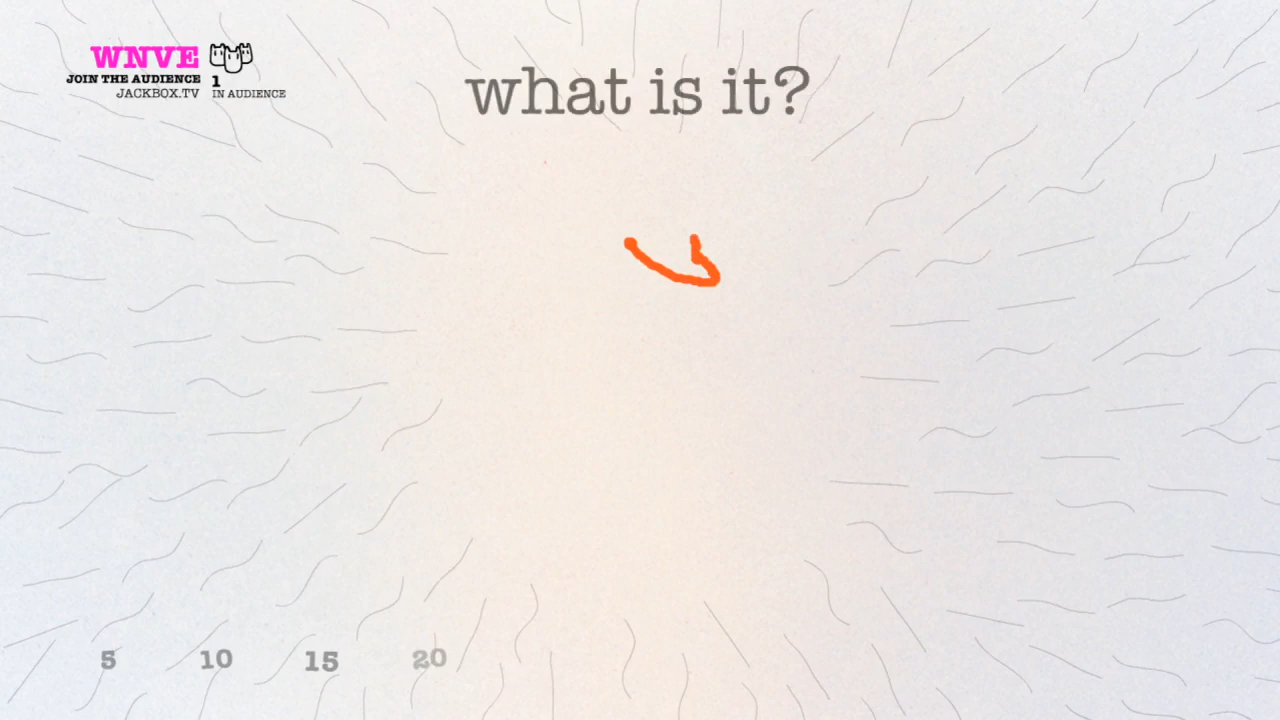 WNVE
JOIN THE AUDIENCE
JACKBOX.TV
1
IN AUDIENCE
what is it?
5 10 15 20